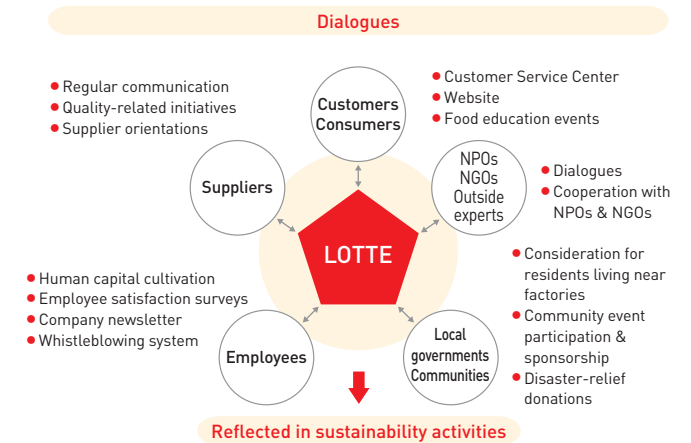 Dialogues
Customers
Consumers
● Customer Service Center
● Website
● Food education events
● Regular communication
● Quality-related initiatives
● Supplier orientations
Suppliers
NPOs
NGOs
Outside
experts
● Dialogues
● Cooperation with
NPOs & NGOs
LOTTE
● Human capital cultivation
● Employee satisfaction surveys
● Company newsletter
● Whistleblowing system
Employees
Local
governments
Communities
● Consideration for
residents living near
factories
● Community event
participation &
sponsorship
● Disaster-relief
donations
Reflected in sustainability activities